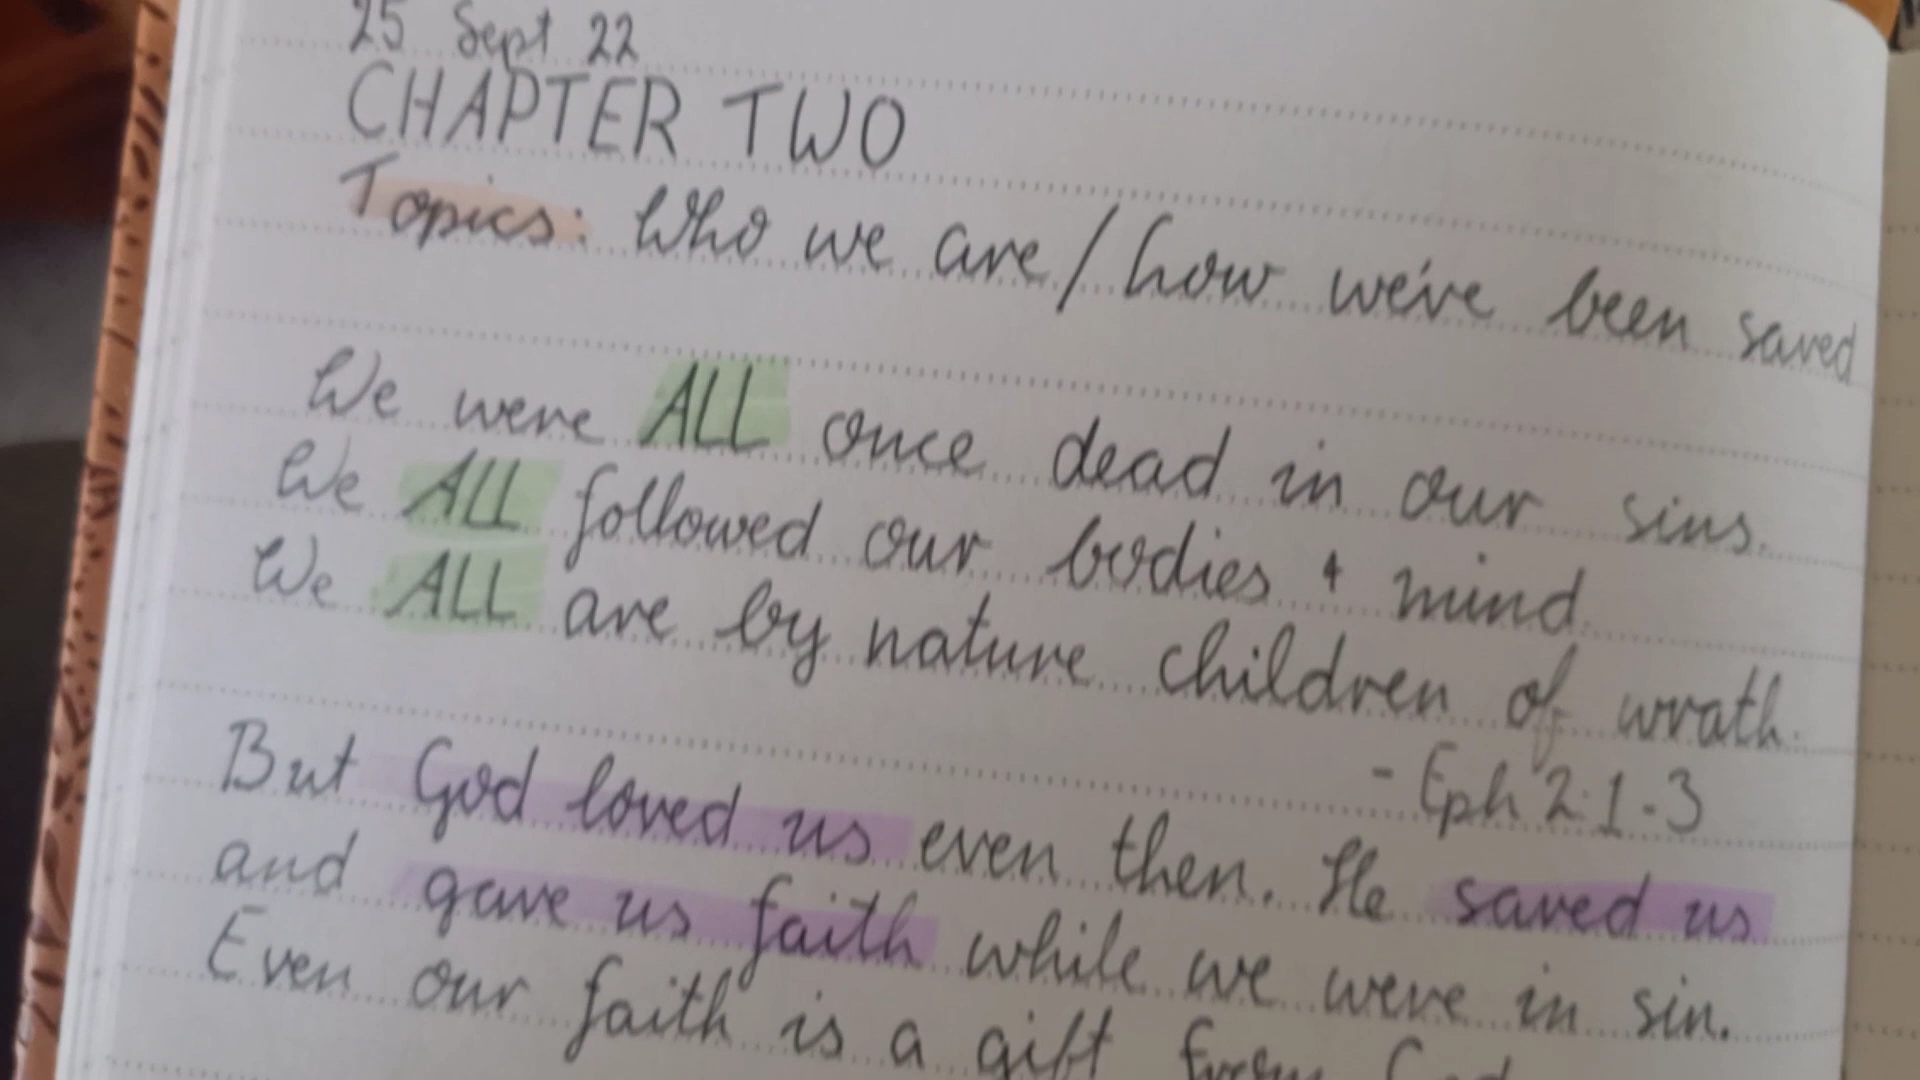 25 Sept 22
CHAPTER TWO
Topics: Who we are / how we've been saved
We were ALL once dead in our sins.
We ALL followed our bodies + mind.
We ALL are by nature children of wrath.
- Eph 2:1-3
But God loved us even then. He saved us
and gave us faith while we were in sin.
Even our faith is a gift from God